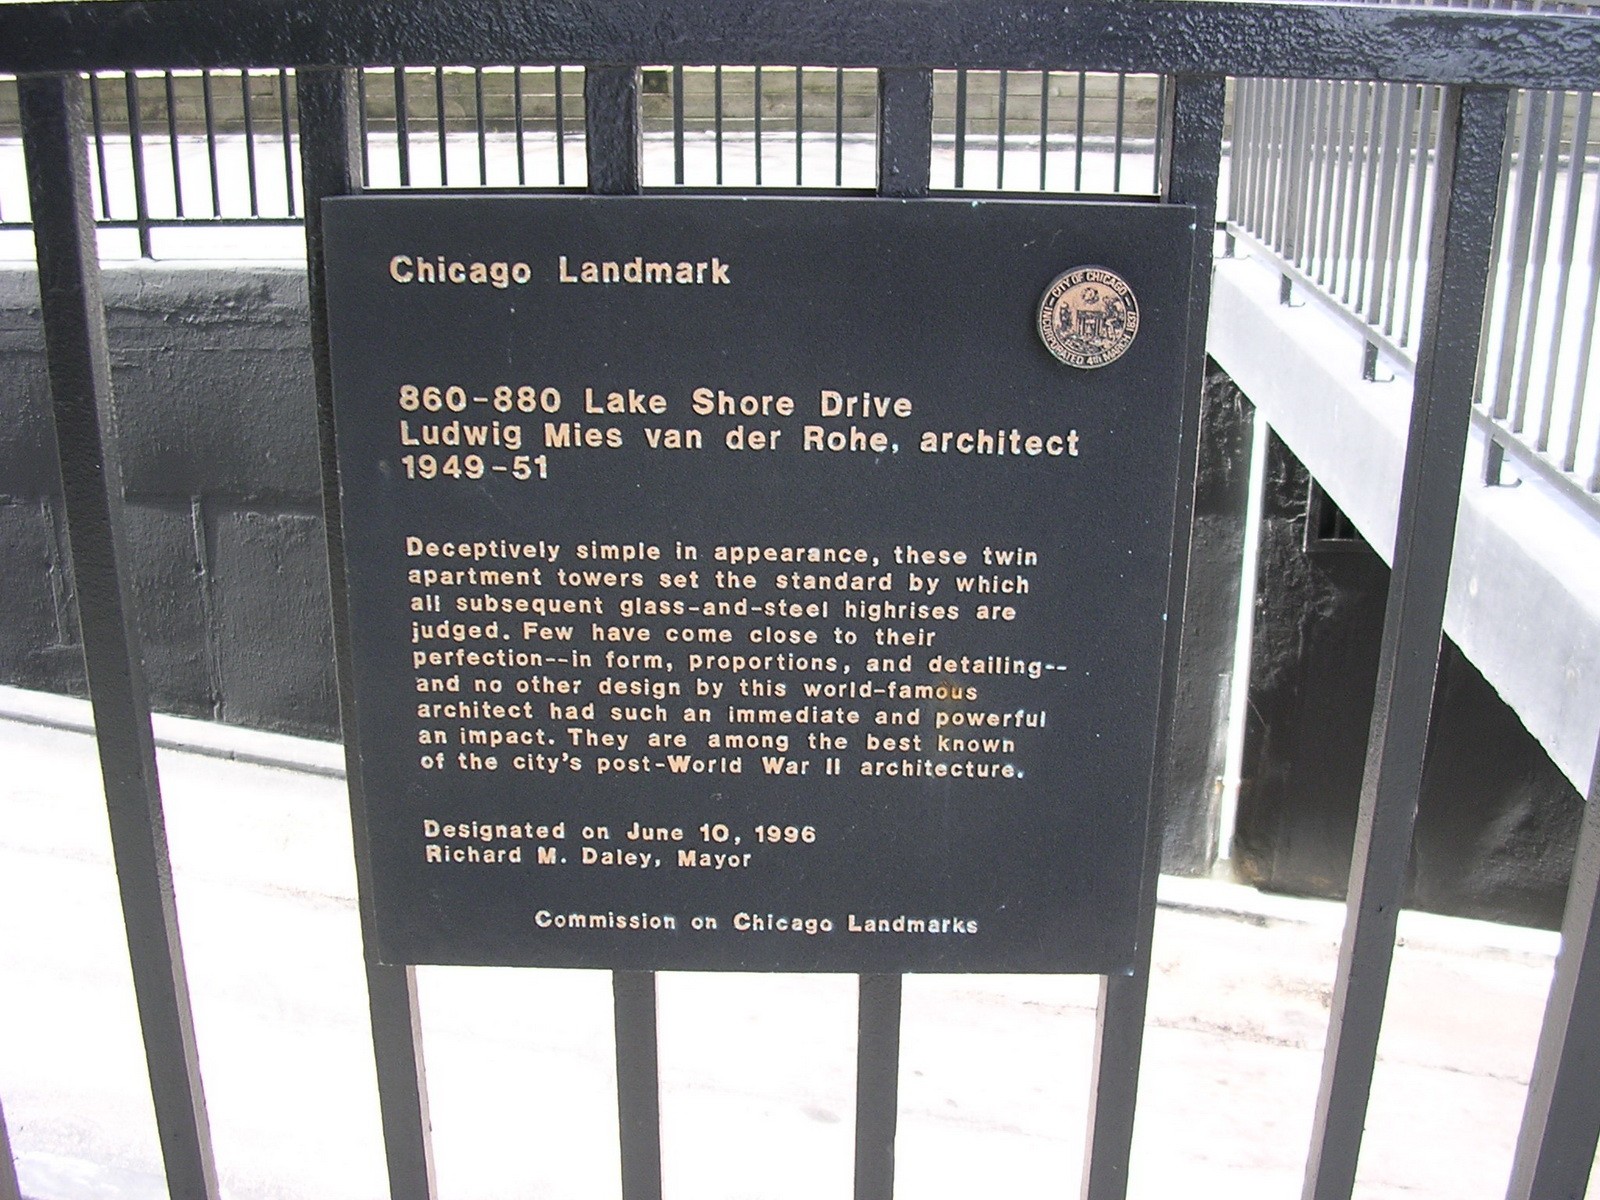 Chicago Landmark
CITY OF CHICAGO
INCORPORATED 4th MARCH 1837
860-880 Lake Shore Drive
Ludwig Mies van der Rohe, architect
1949-51
Deceptively simple in appearance, these twin
apartment towers set the standard by which
all subsequent glass-and-steel highrises are
judged. Few have come close to their
perfection--in form, proportions, and detailing--
and no other design by this world-famous
architect had such an immediate and powerful
an impact. They are among the best known
of the city's post-World War II architecture.
Designated on June 10, 1996
Richard M. Daley, Mayor
Commission on Chicago Landmarks